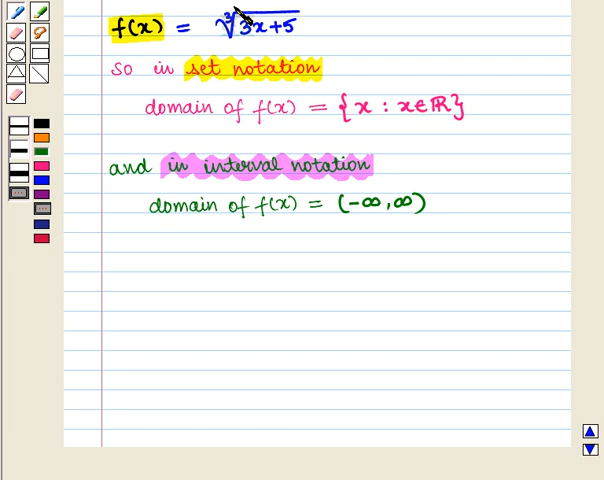 f(x) = ∛3x+5
so in set notation
domain of f(x) = {x : x∈ℝ}
and in interval notation
domain of f(x) = (-∞,∞)